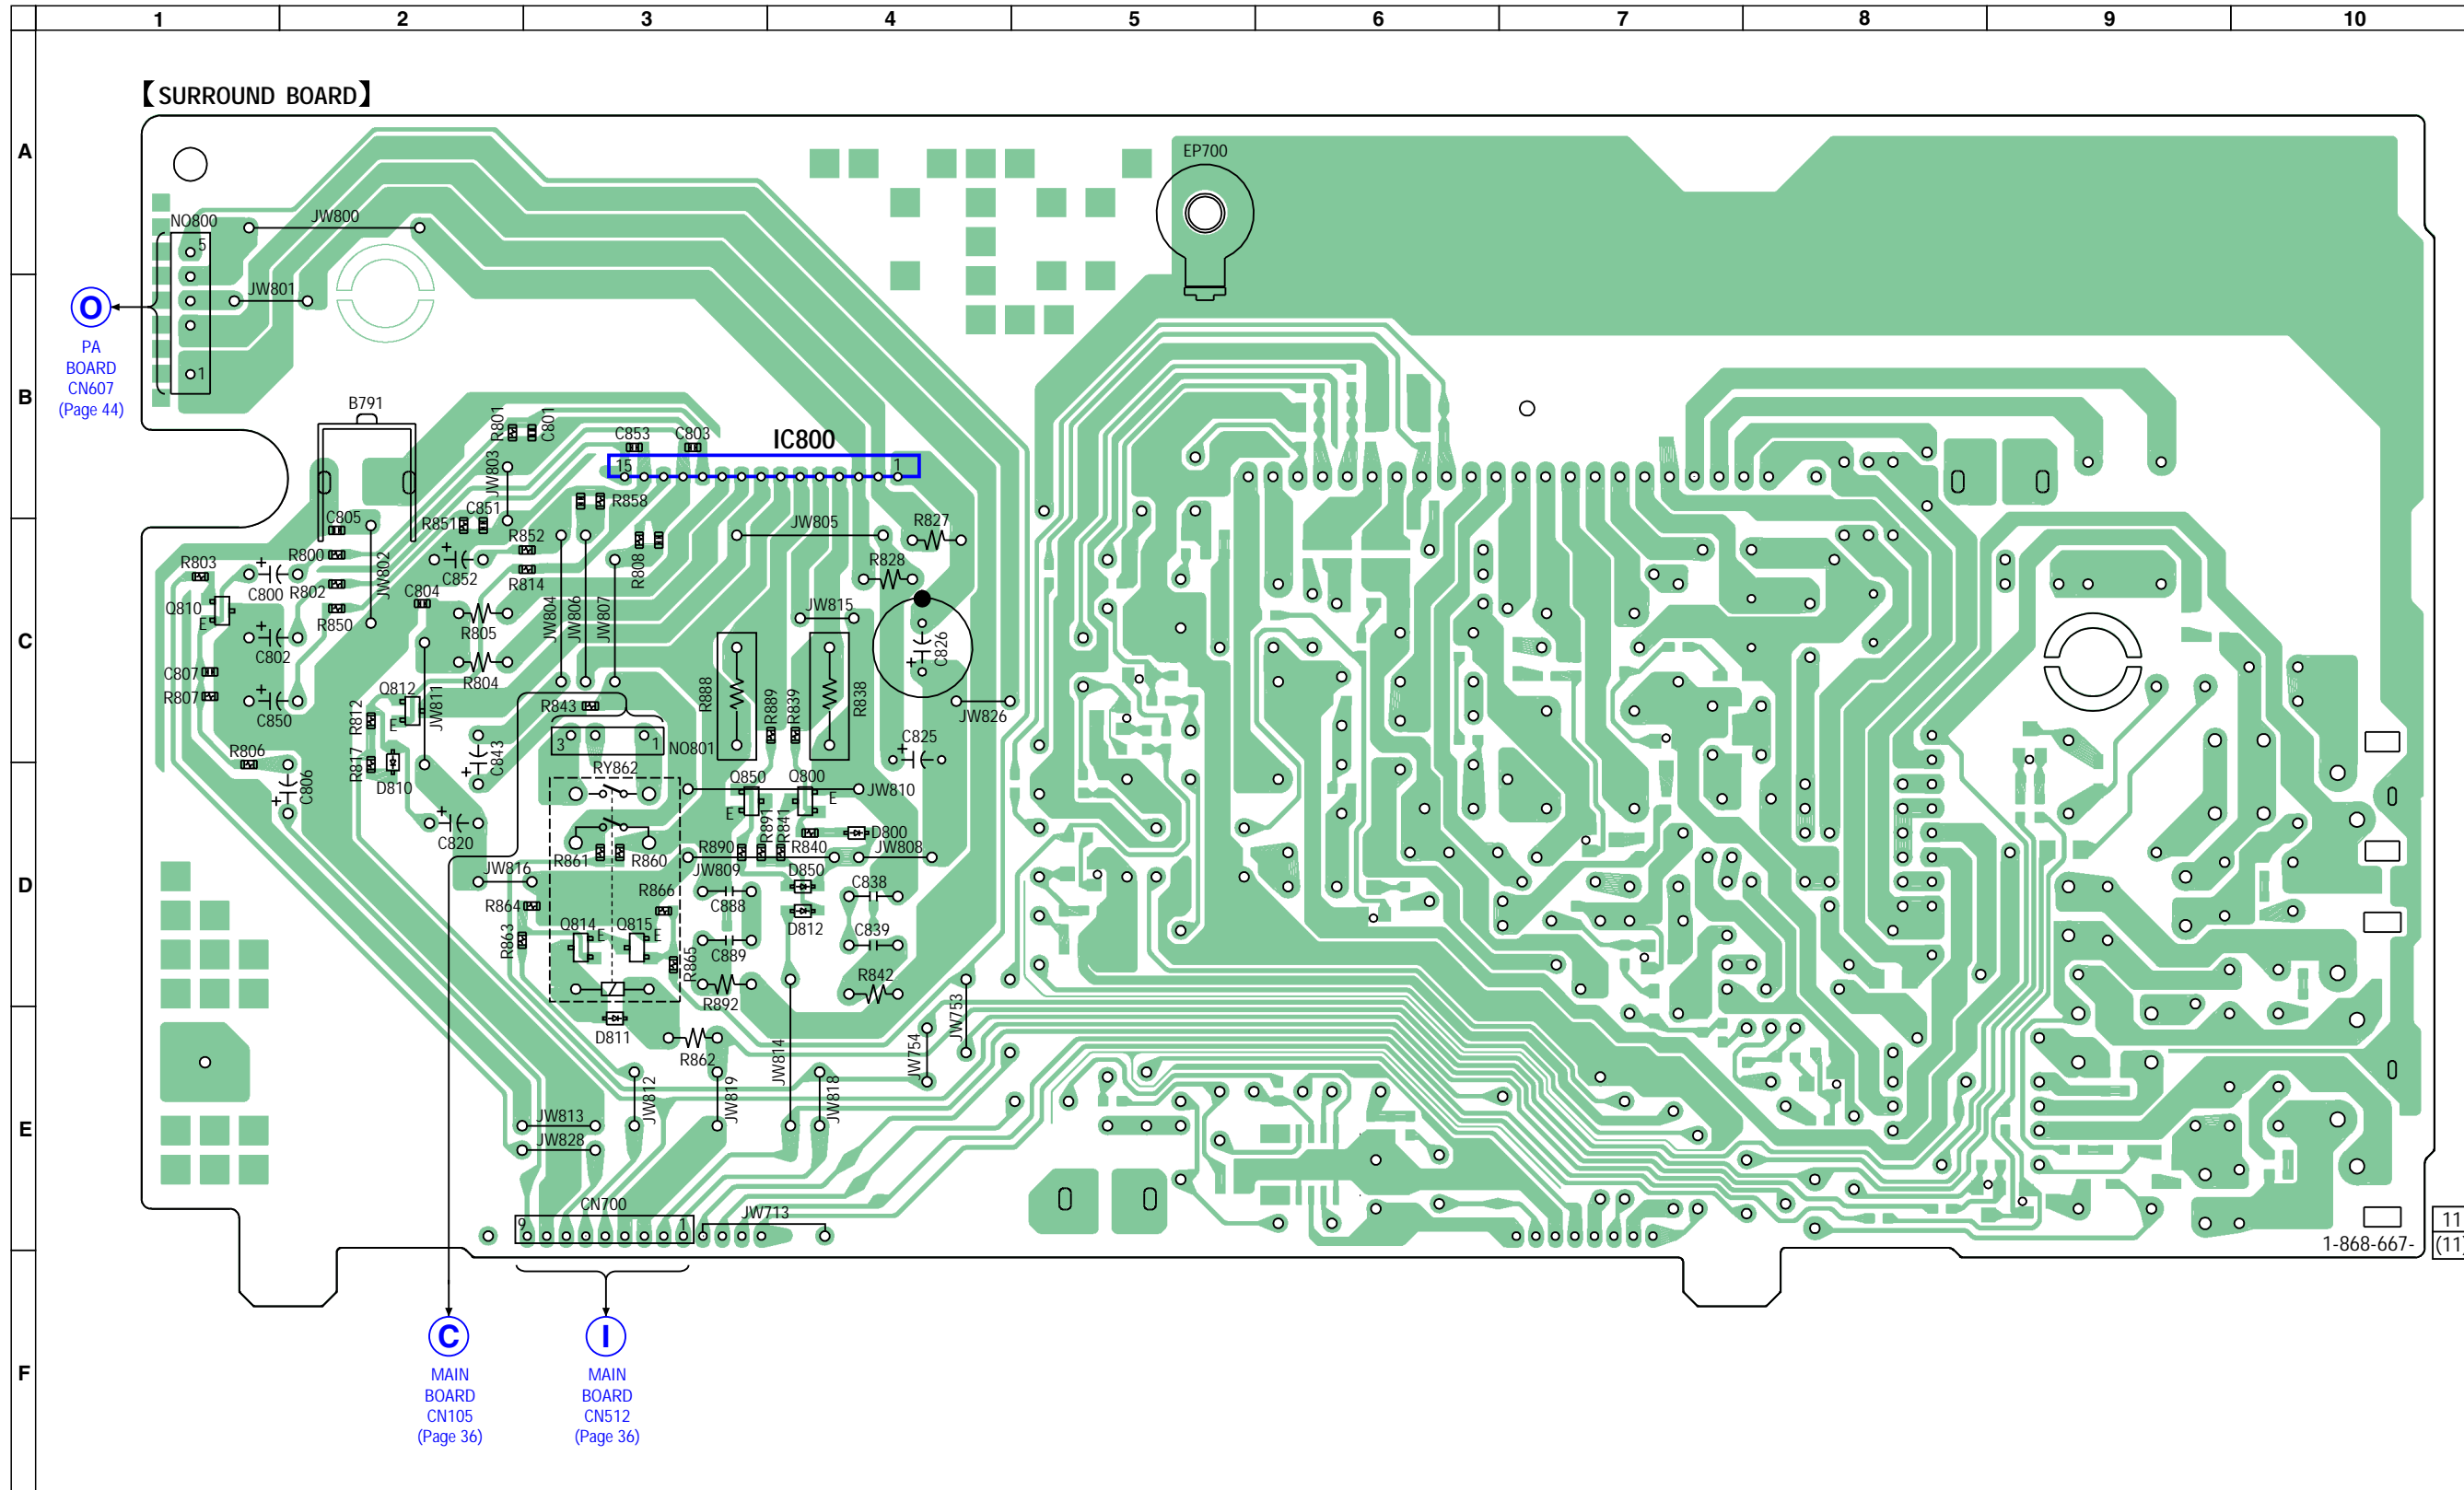 1 2 3 4 5 6 7 8 9 10
【SURROUND BOARD】
A
EP700
NO800
JW800
5
JW801
O
PA
BOARD
CN607
(Page 44)
1
B
B791
R801
C801
C853
C803
IC800
15
1
JW803
R858
C851
C805
R851
JW805
R827
R852
R800
C852
R814
R808
R828
R803
C800
R802
JW802
C804
Q810
E
R850
R805
JW804
JW806
JW807
JW815
C826
C
C802
C807
R807
R804
Q812
E
JW811
R843
R888
R889
R839
R838
JW826
C850
R812
3
1
NO801
C825
R806
R817
C843
RY862
Q850
Q800
E
E
JW810
D810
C806
C820
R891
R841
D800
R861
R860
R890
R840
JW808
JW816
JW809
D850
C838
D
R864
R866
C888
D812
C839
Q814
E
Q815
E
R863
R865
C889
R892
R842
JW753
D811
R862
JW814
JW754
JW812
JW819
JW818
JW813
E
JW828
CN700
9
1
JW713
1-868-667-
11
(11)
C
MAIN
BOARD
CN105
(Page 36)
I
MAIN
BOARD
CN512
(Page 36)
F